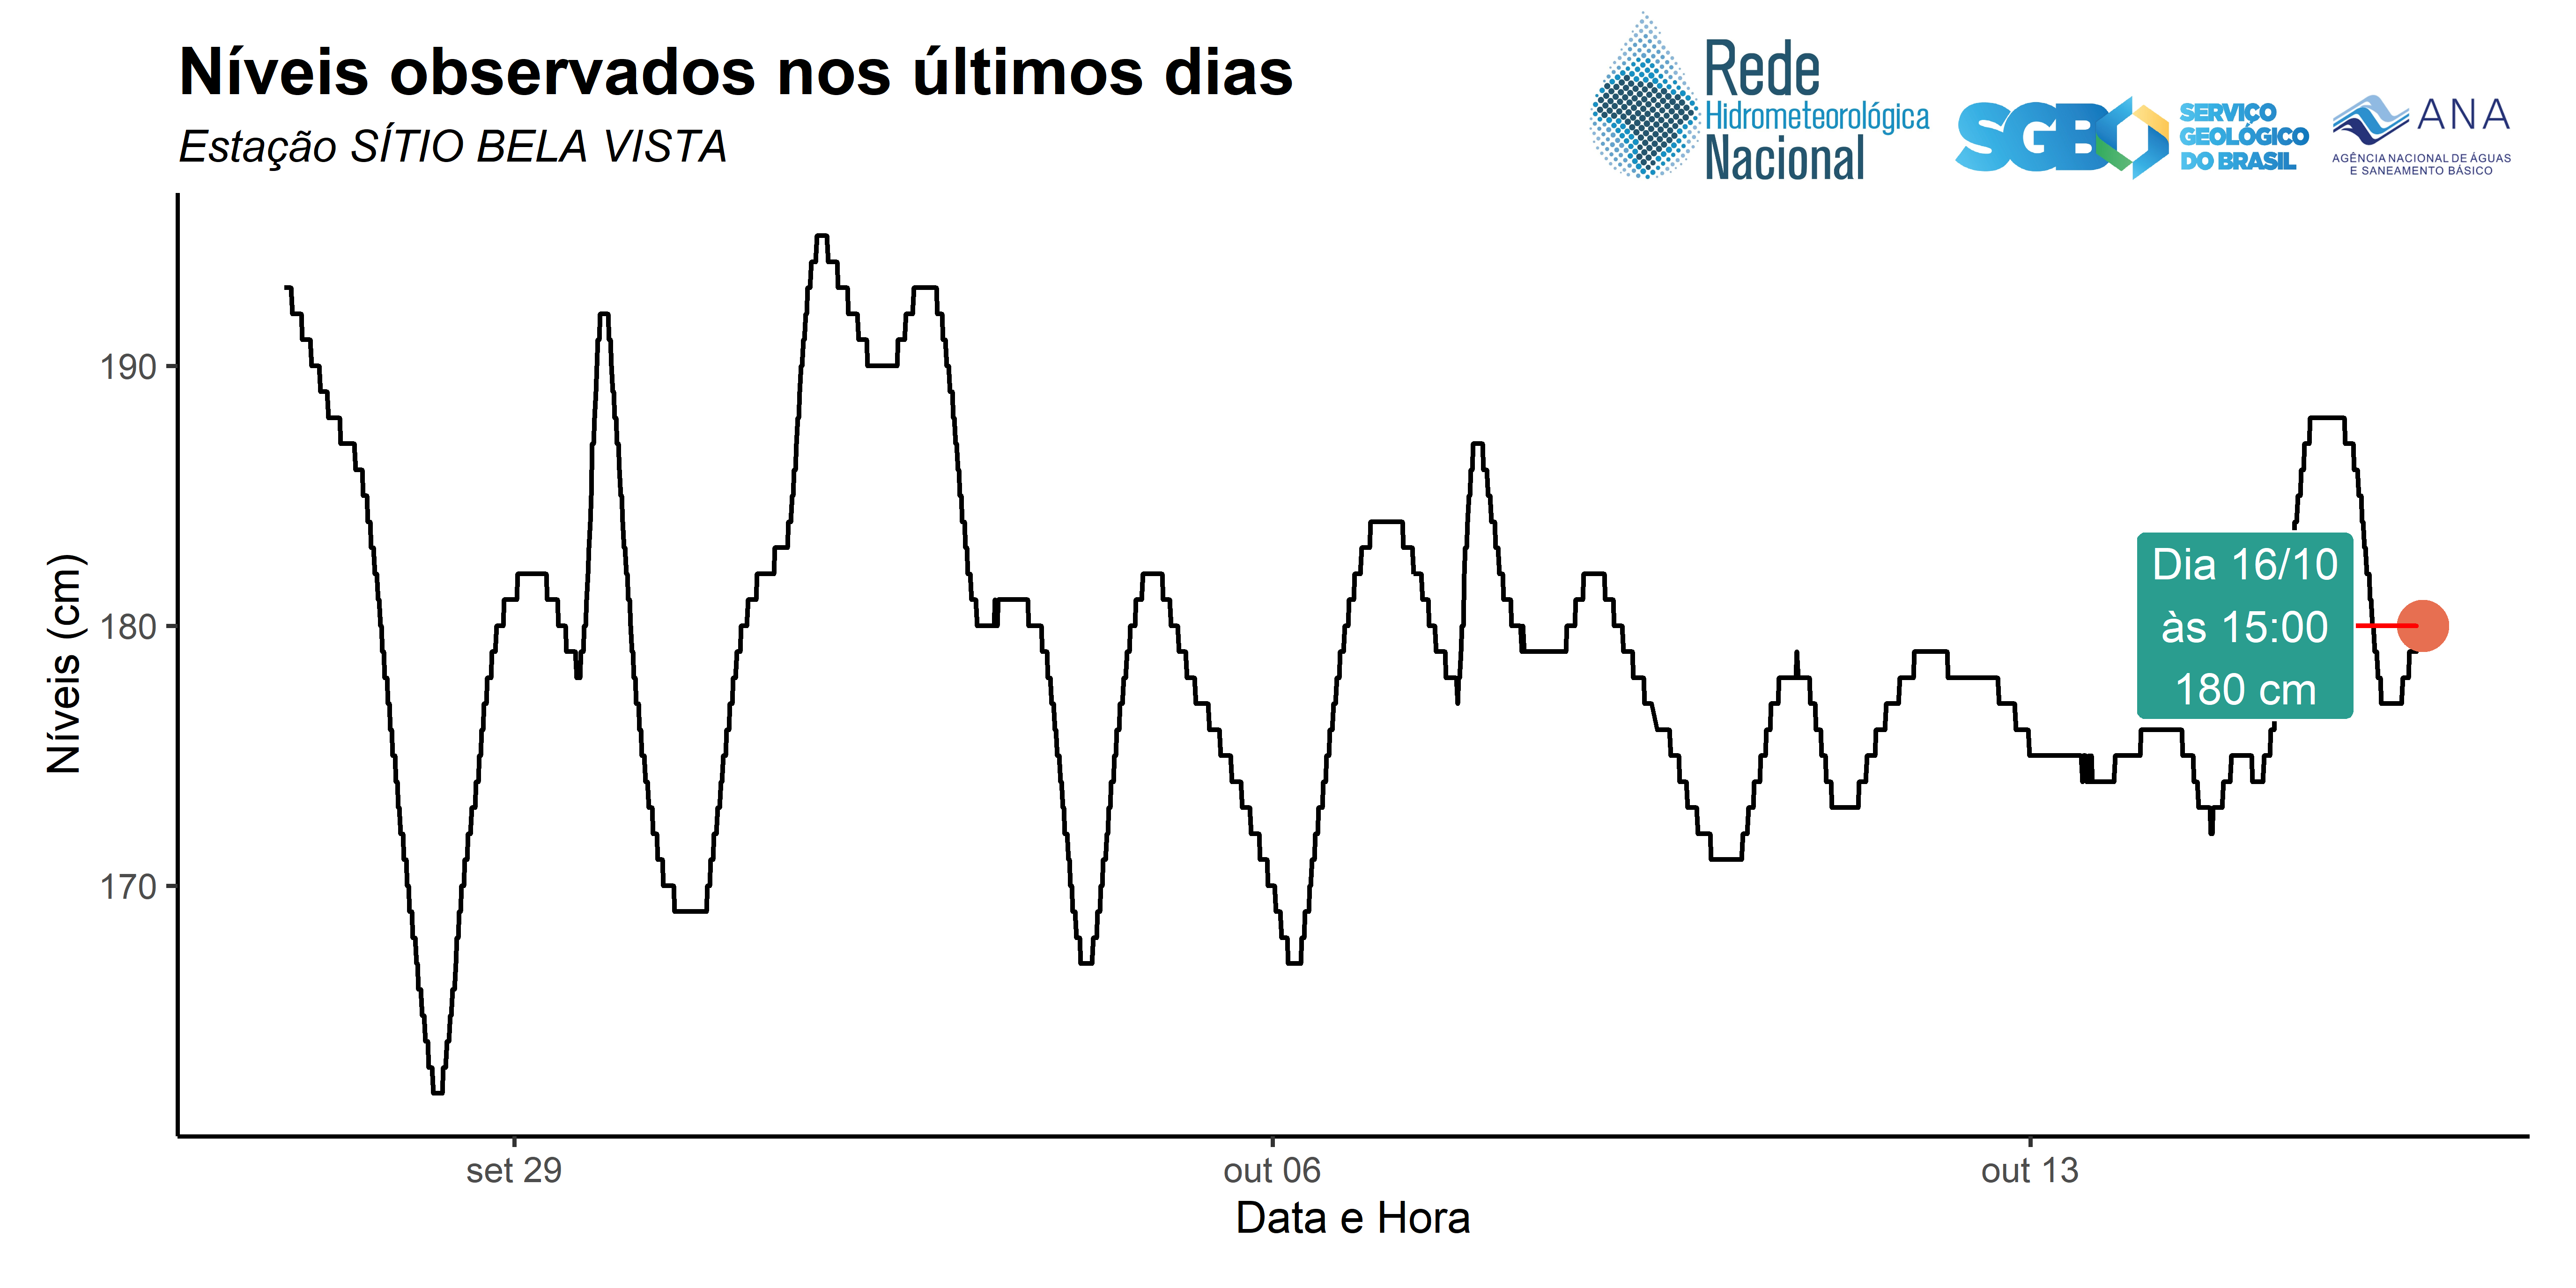 Níveis observados nos últimos dias
Estação SÍTIO BELA VISTA
Rede
Hidrometeorológica
Nacional
SGB
SERVIÇO
GEOLÓGICO
DO BRASIL
ANA
AGÊNCIA NACIONAL DE ÁGUAS
E SANEAMENTO BÁSICO
Níveis (cm)
190
180
170
Dia 16/10
às 15:00
180 cm
set 29
out 06
out 13
Data e Hora